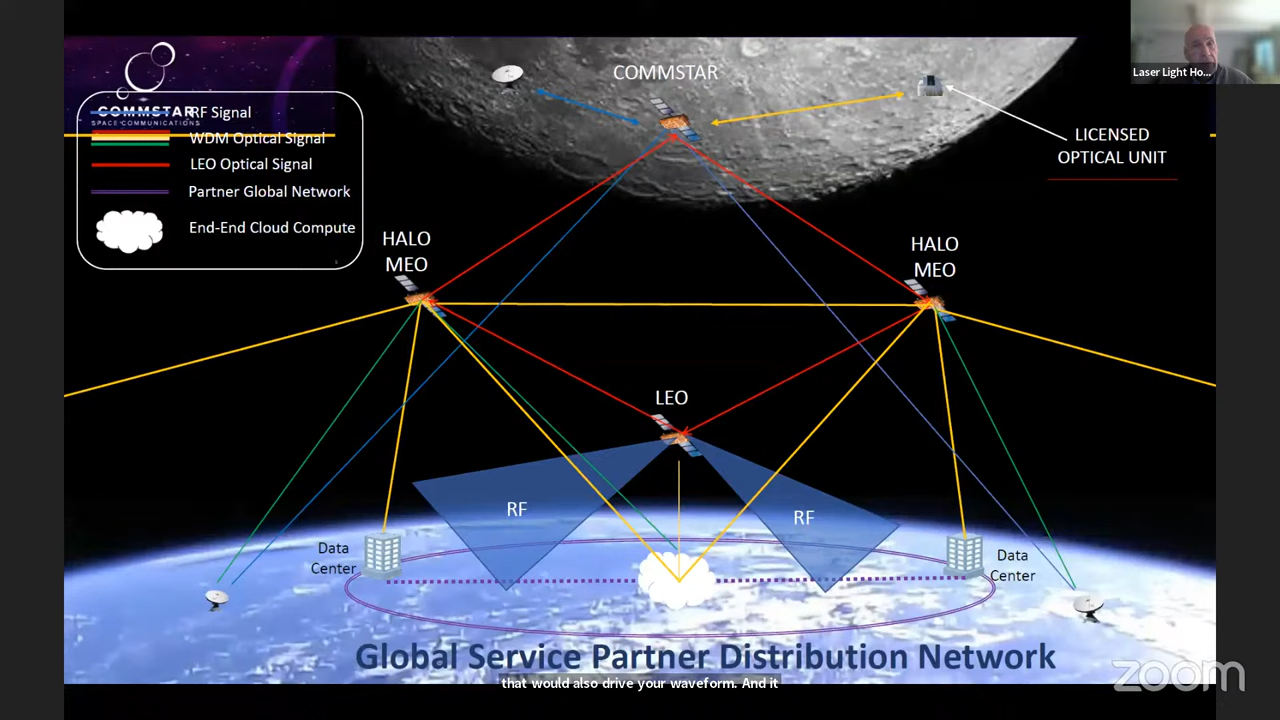 COMMSTAR
SPACE COMMUNICATIONS
RF Signal
WDM Optical Signal
LEO Optical Signal
Partner Global Network
End-End Cloud Compute
COMMSTAR
Laser Light Ho...
LICENSED
OPTICAL UNIT
HALO
MEO
HALO
MEO
LEO
RF
RF
Data
Center
Data
Center
Global Service Partner Distribution Network
that would also drive your waveform. And it
zoom